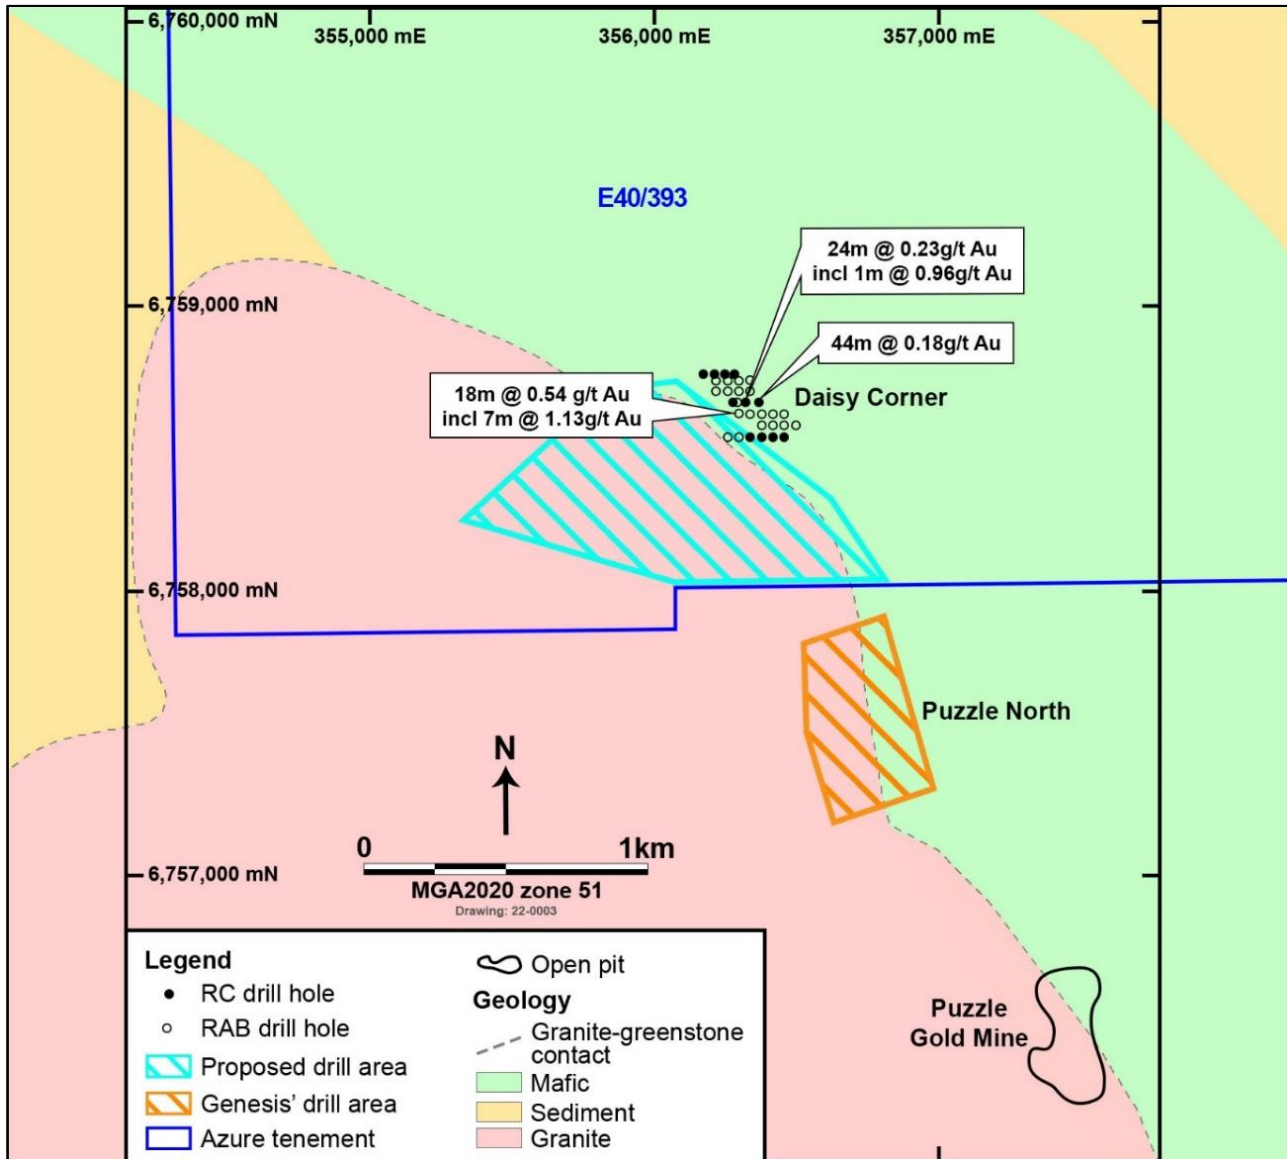 6,760,000 mN
355,000 mE
356,000 mE
357,000 mE
E40/393
24m @ 0.23g/t Au
incl 1m @ 0.96g/t Au
6,759,000 mN
44m @ 0.18g/t Au
18m @ 0.54 g/t Au
incl 7m @ 1.13g/t Au
Daisy Corner
6,758,000 mN
Puzzle North
N
0 1km
6,757,000 mN
MGA2020 zone 51
Drawing: 22-0003
Legend
RC drill hole
RAB drill hole
Proposed drill area
Genesis' drill area
Azure tenement
Open pit
Geology
Granite-greenstone
contact
Mafic
Sediment
Granite
Puzzle
Gold Mine